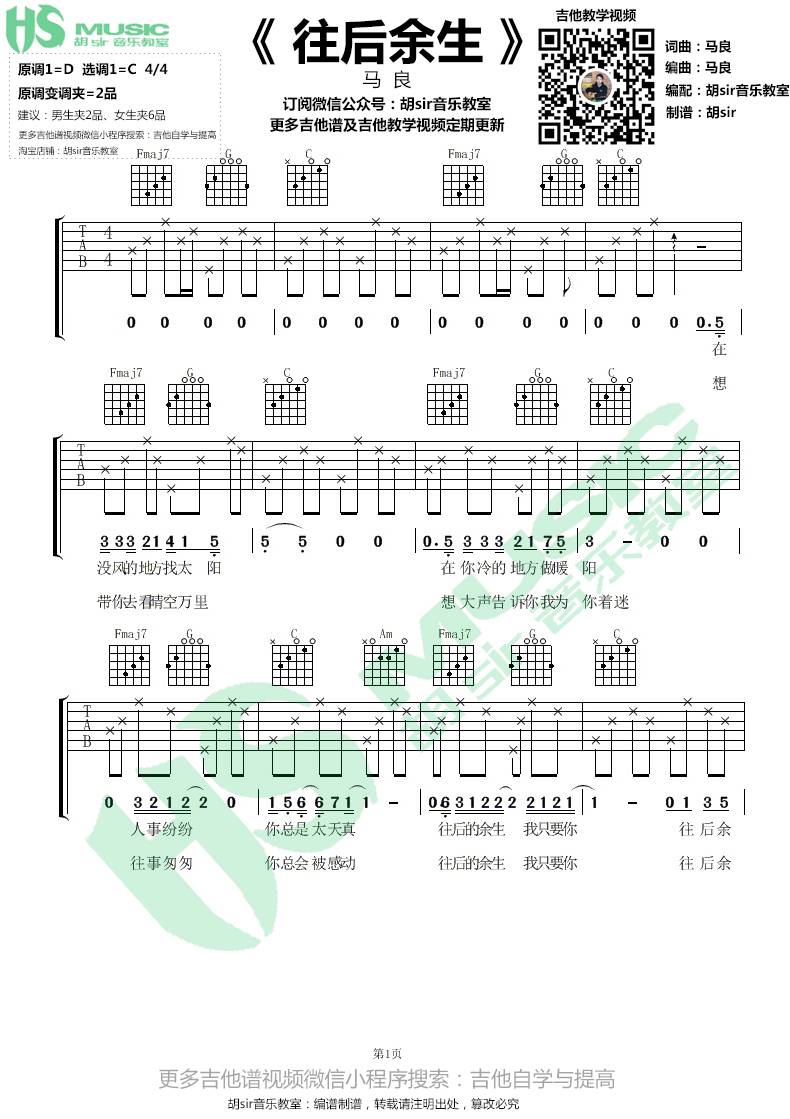 HS MUSIC
胡sir音乐教室
《 往后余生 》
马 良
订阅微信公众号：胡sir音乐教室
更多吉他谱及吉他教学视频定期更新
原调1=D 选调1=C 4/4
原调变调夹=2品
建议：男生夹2品、女生夹6品
更多吉他谱视频微信小程序搜索：吉他自学与提高
淘宝店铺：胡sir音乐教室
吉他教学视频
词曲：马良
编曲：马良
编配：胡sir音乐教室
制谱：胡sir
Fmaj7 G C Fmaj7 G C
T A B 4 4
0 0 0 0 | 0 0 0 0 | 0 0 0 0 | 0 0 0 0.5
在
想
Fmaj7 G C Fmaj7 G C
T A B
3 3 3 2 1 4 1 5 | 5 5 0 0 | 0.5 3 3 3 2 1 7 5 | 3 - 0 0
没风的地方找太 阳 在 你冷的 地方 做暖 阳
带你去看晴空万里 想 大声告 诉你我为 你着迷
Fmaj7 G C Am Fmaj7 G C
T A B
0 3 2 1 2 2 0 | 1 5 6 6 7 1 1 - | 0 6 3 1 2 2 2 2 1 2 1 | 1 - 0 1 3 5
人事纷纷 你总是 太天真 往后的余生 我只要你 往 后余
往事匆匆 你总会 被感动 往后的余生 我只要你 往 后余
HS MUSIC
胡 sir 音乐教室
第1页
更多吉他谱视频微信小程序搜索：吉他自学与提高
胡sir音乐教室：编谱制谱，转载请注明出处，篡改必究